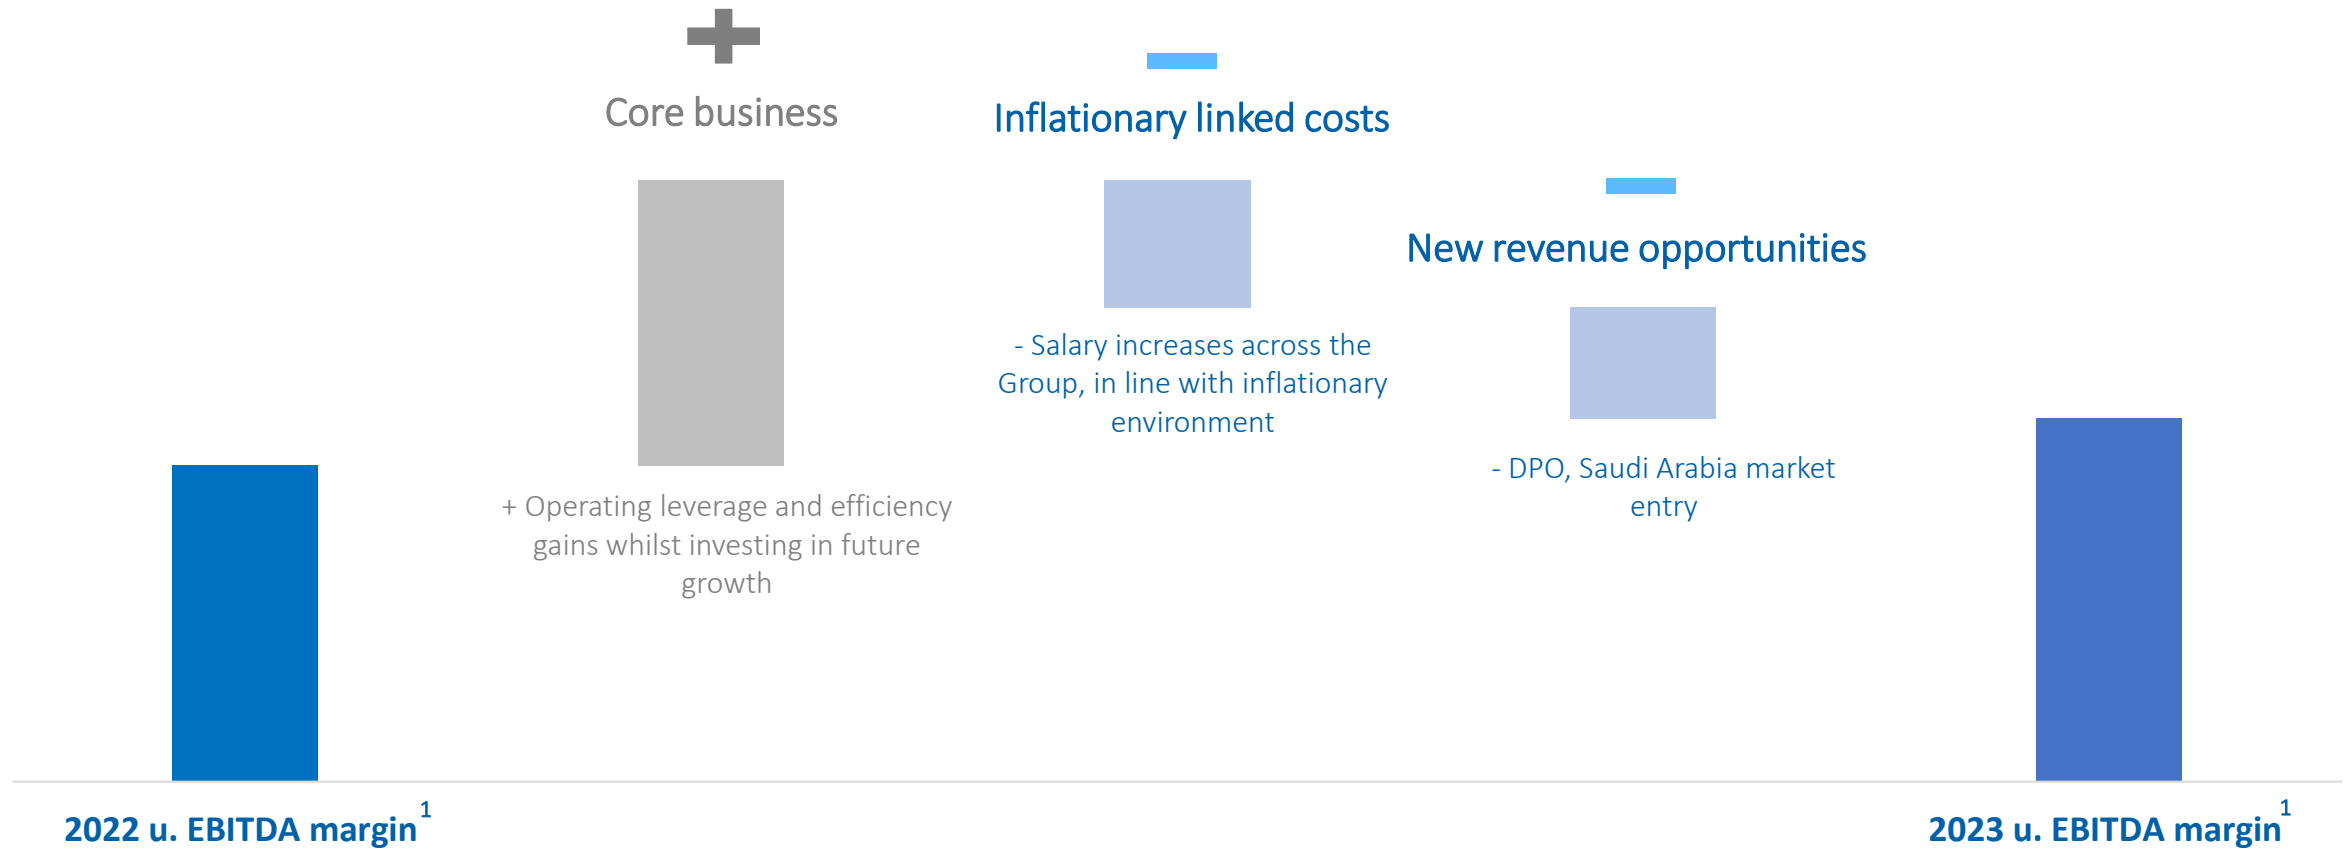 Core business
+ Operating leverage and efficiency
gains whilst investing in future
growth
Inflationary linked costs
- Salary increases across the
Group, in line with inflationary
environment
New revenue opportunities
- DPO, Saudi Arabia market
entry
2022 u. EBITDA margin1
2023 u. EBITDA margin1